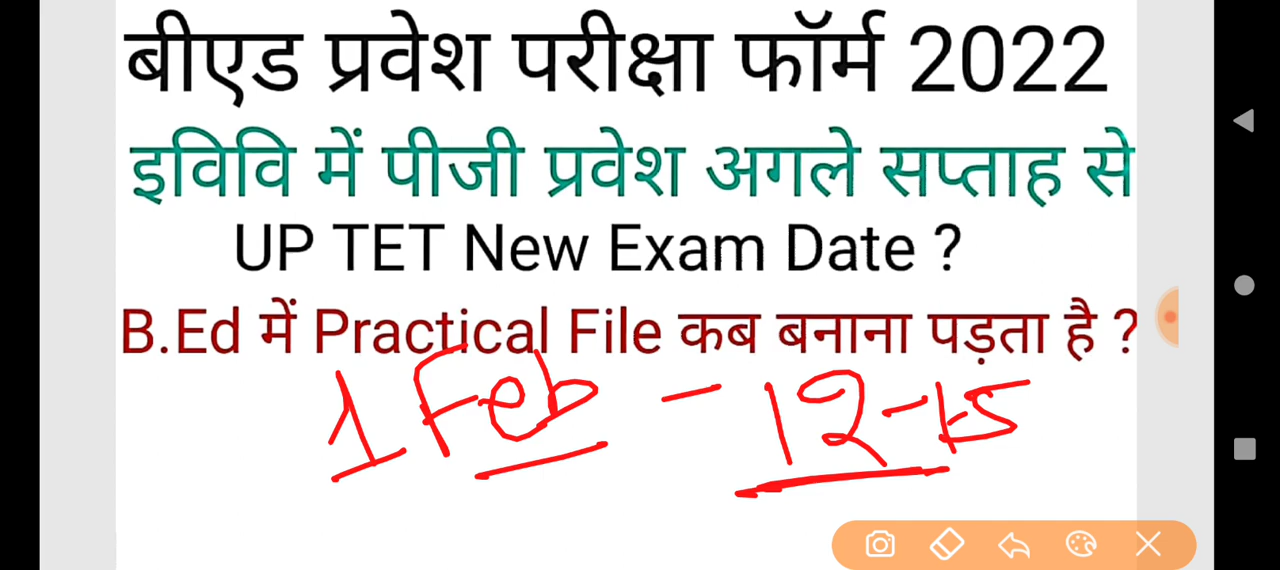 बीएड प्रवेश परीक्षा फॉर्म 2022
इविवि में पीजी प्रवेश अगले सप्ताह से
UP TET New Exam Date ?
B.Ed में Practical File कब बनाना पड़ता है ?
1 Feb - 12-15